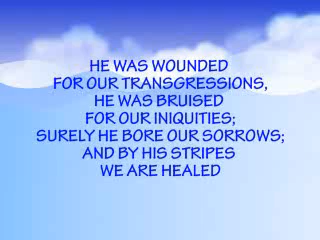 HE WAS WOUNDED
FOR OUR TRANSGRESSIONS,
HE WAS BRUISED
FOR OUR INIQUITIES;
SURELY HE BORE OUR SORROWS;
AND BY HIS STRIPES
WE ARE HEALED